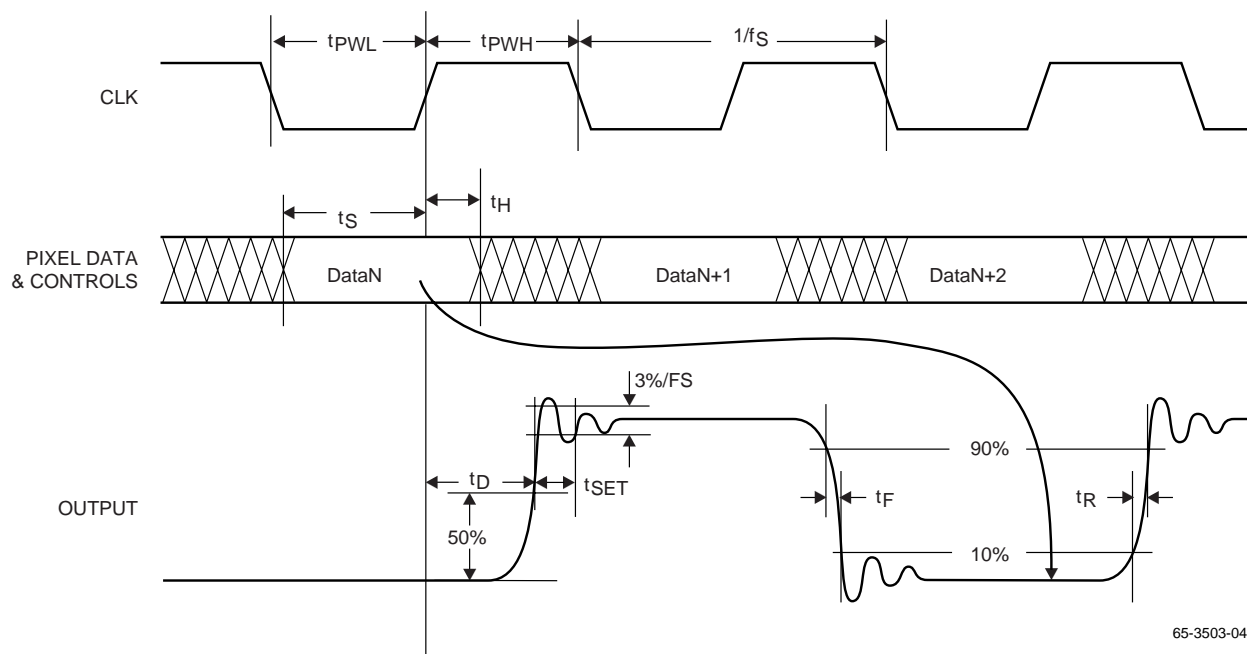 tPWL
tPWH
1/fS
CLK
tS
tH
PIXEL DATA
& CONTROLS
DataN
DataN+1
DataN+2
3%/FS
90%
tD
tSET
tF
tR
OUTPUT
50%
10%
65-3503-04